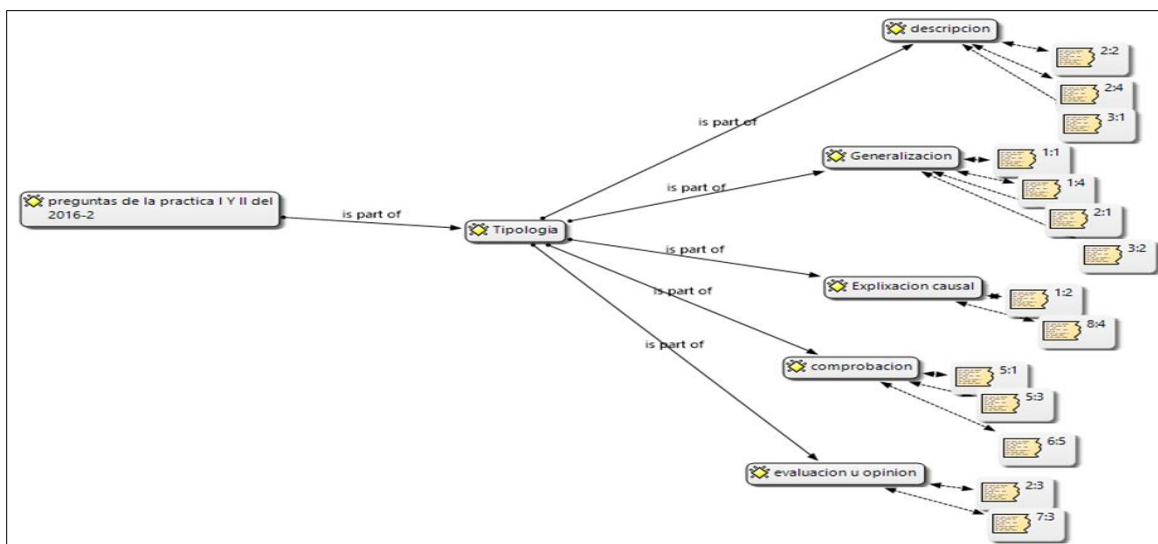 descripcion
2:2
2:4
3:1
is part of
Generalizacion
1:1
1:4
2:1
3:2
preguntas de la practica I Y II del
2016-2
is part of
Tipologia
is part of
is part of
Explixacion causal
1:2
8:4
is part of
comprobacion
5:1
5:3
6:5
is part of
evaluacion u opinion
2:3
7:3